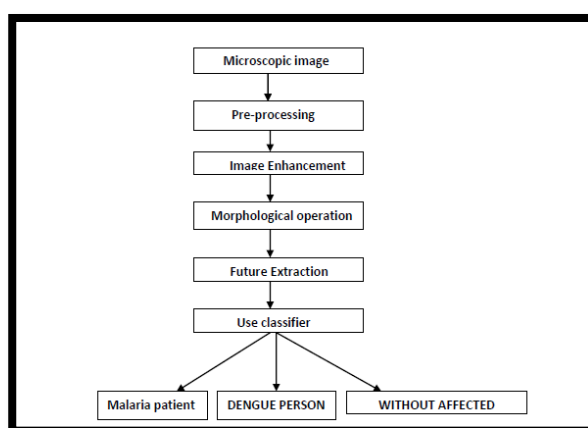 Microscopic image
Pre-processing
Image Enhancement
Morphological operation
Future Extraction
Use classifier
Malaria patient
DENGUE PERSON
WITHOUT AFFECTED